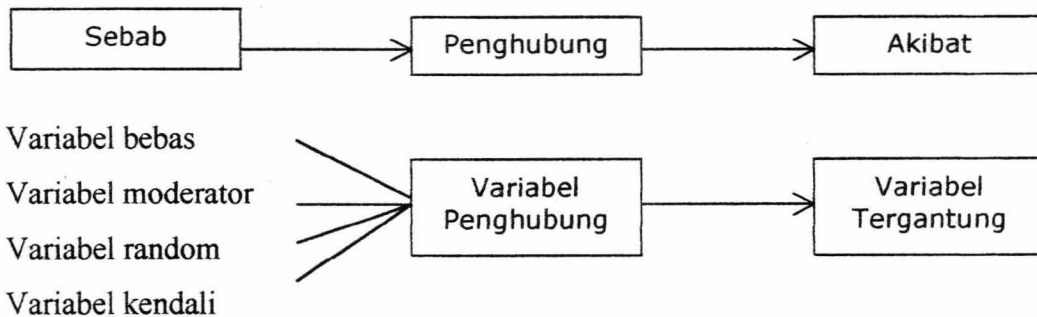 Sebab
Penghubung
Akibat
Variabel bebas
Variabel moderator
Variabel random
Variabel kendali
Variabel
Penghubung
Variabel
Tergantung